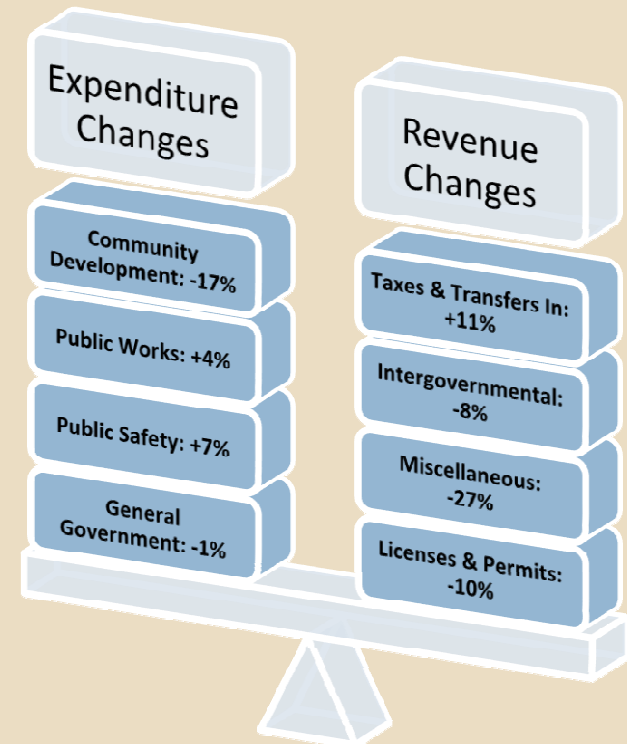 Expenditure
Changes
Community
Development: -17%
Public Works: +4%
Public Safety: +7%
General
Government: -1%
Revenue
Changes
Taxes & Transfers In:
+11%
Intergovernmental:
-8%
Miscellaneous:
-27%
Licenses & Permits:
-10%